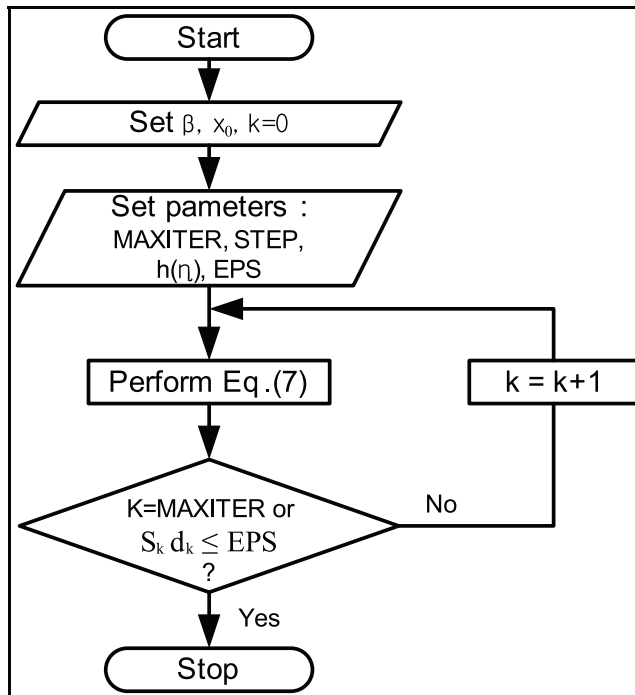 Start
Set β, x₀, k=0
Set pameters :
MAXITER, STEP,
h(η), EPS
Perform Eq.(7)
k = k+1
K=MAXITER or
Sₖ dₖ ≤ EPS
?
No
Yes
Stop